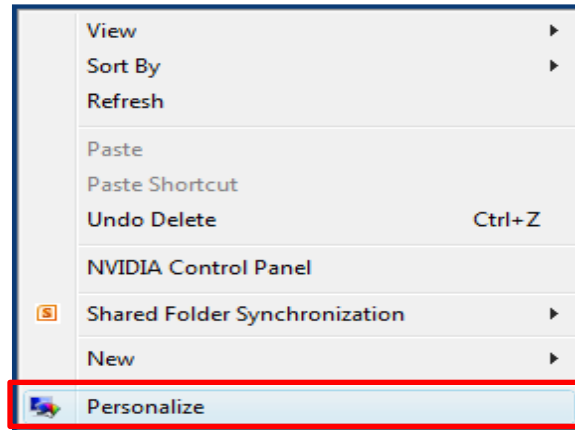 View
Sort By
Refresh
Paste
Paste Shortcut
Undo Delete Ctrl+Z
NVIDIA Control Panel
S Shared Folder Synchronization
New
Personalize